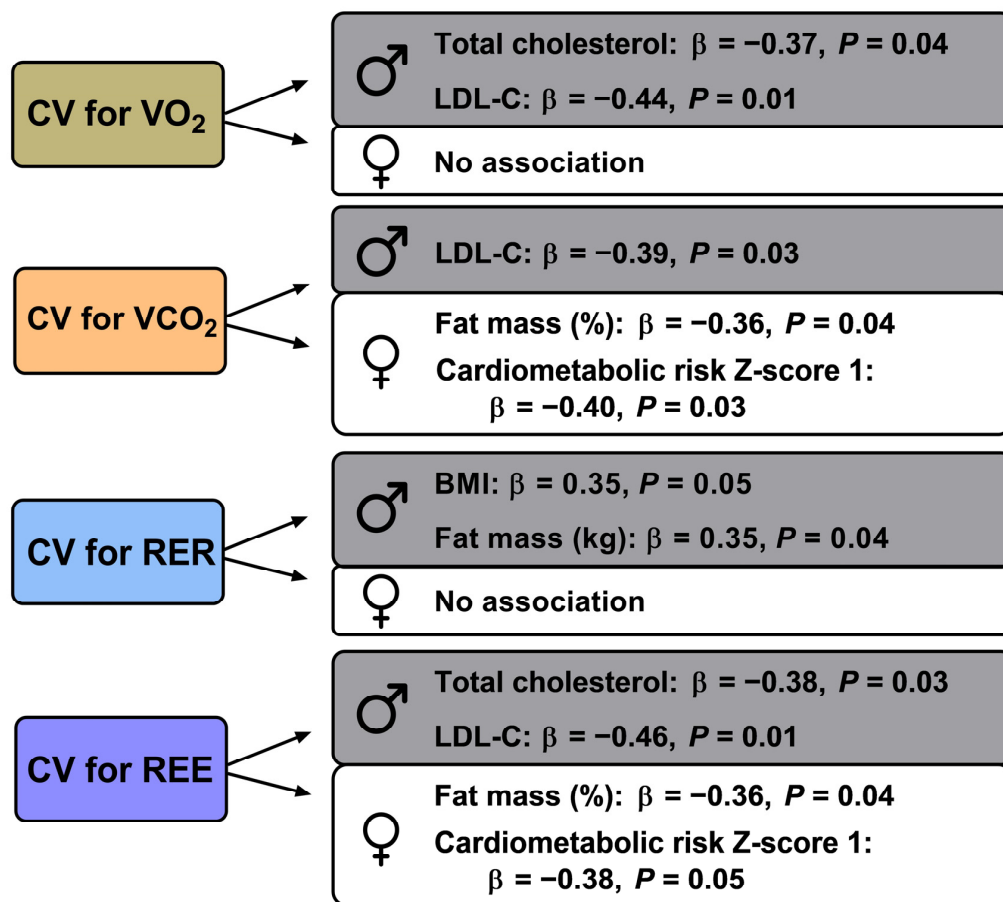 CV for VO₂
♂ Total cholesterol: β = −0.37, P = 0.04
LDL-C: β = −0.44, P = 0.01
♀ No association
CV for VCO₂
♂ LDL-C: β = −0.39, P = 0.03
♀ Fat mass (%): β = −0.36, P = 0.04
Cardiometabolic risk Z-score 1:
β = −0.40, P = 0.03
CV for RER
♂ BMI: β = 0.35, P = 0.05
Fat mass (kg): β = 0.35, P = 0.04
♀ No association
CV for REE
♂ Total cholesterol: β = −0.38, P = 0.03
LDL-C: β = −0.46, P = 0.01
♀ Fat mass (%): β = −0.36, P = 0.04
Cardiometabolic risk Z-score 1:
β = −0.38, P = 0.05